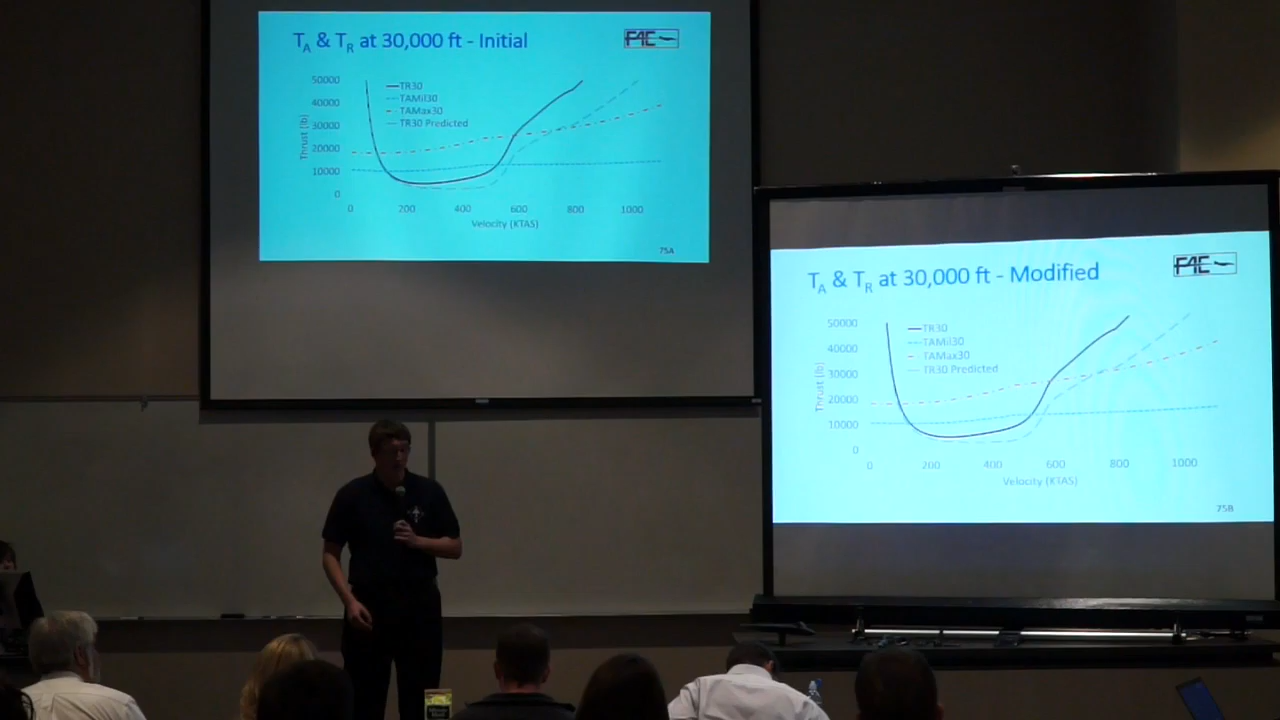 T_A & T_R at 30,000 ft - Initial
F4E
50000
40000
30000
20000
10000
0
Thrust (lb)
TR30
TAMil30
TAMax30
TR30 Predicted
0 200 400 600 800 1000
Velocity (KTAS)
75A
T_A & T_R at 30,000 ft - Modified
F4E
50000
40000
30000
20000
10000
0
Thrust (lb)
TR30
TAMil30
TAMax30
TR30 Predicted
0 200 400 600 800 1000
Velocity (KTAS)
75B